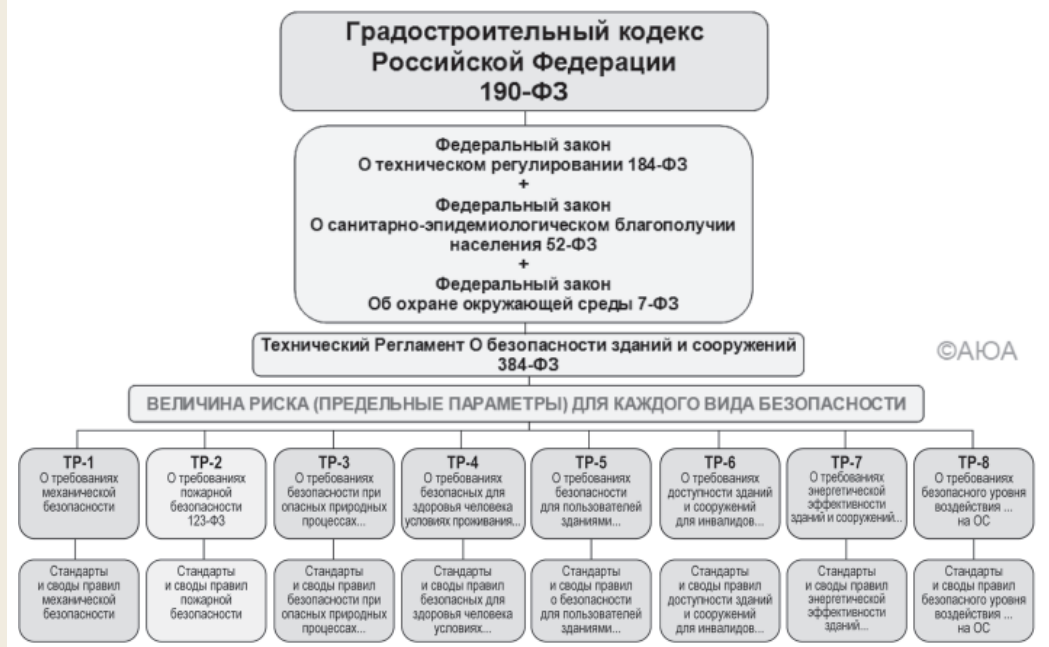 Градостроительный кодекс
Российской Федерации
190-ФЗ
Федеральный закон
О техническом регулировании 184-ФЗ
+
Федеральный закон
О санитарно-эпидемиологическом благополучии
населения 52-ФЗ
+
Федеральный закон
Об охране окружающей среды 7-ФЗ
Технический Регламент О безопасности зданий и сооружений
384-ФЗ
©АЮА
ВЕЛИЧИНА РИСКА (ПРЕДЕЛЬНЫЕ ПАРАМЕТРЫ) ДЛЯ КАЖДОГО ВИДА БЕЗОПАСНОСТИ
ТР-1
О требованиях
механической
безопасности
ТР-2
О требованиях
пожарной
безопасности
123-ФЗ
ТР-3
О требованиях
безопасности при
опасных природных
процессах...
ТР-4
О требованиях
безопасных для
здоровья человека
условиях проживания...
ТР-5
О требованиях
безопасности
для пользователей
зданиями...
ТР-6
О требованиях
доступности зданий
и сооружений
для инвалидов...
ТР-7
О требованиях
энергетической
эффективности
зданий и сооружений...
ТР-8
О требованиях
безопасного уровня
воздействия ...
на ОС
Стандарты
и своды правил
механической
безопасности
Стандарты
и своды правил
пожарной
безопасности
Стандарты
и своды правил
безопасности при
опасных природных
процессах...
Стандарты
и своды правил
безопасных для
здоровья человека
условиях...
Стандарты
и своды правил
о безопасности
для пользователей
зданиями...
Стандарты
и своды правил
доступности зданий
и сооружений
для инвалидов...
Стандарты
и своды правил
энергетической
эффективности
зданий...
Стандарты
и своды правил
безопасного уровня
воздействия ...
на ОС